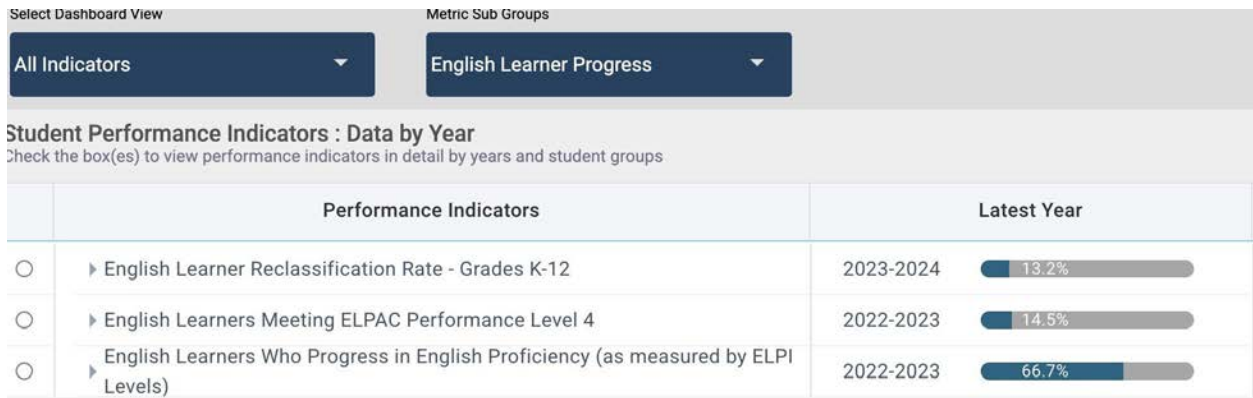 Select Dashboard View
Metric Sub Groups
All Indicators
English Learner Progress
Student Performance Indicators : Data by Year
Check the box(es) to view performance indicators in detail by years and student groups
Performance Indicators
Latest Year
English Learner Reclassification Rate - Grades K-12
2023-2024
13.2%
English Learners Meeting ELPAC Performance Level 4
2022-2023
14.5%
English Learners Who Progress in English Proficiency (as measured by ELPI
Levels)
2022-2023
66.7%